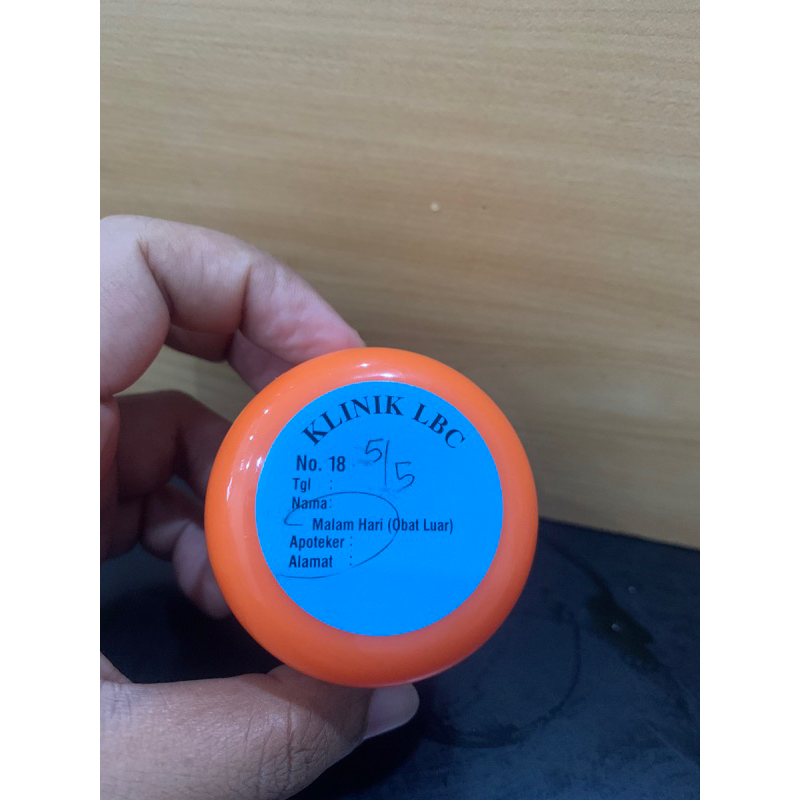 KLINIK LBC
No. 18 5/5
Tgl :
Nama:
Malam Hari (Obat Luar)
Apoteker :
Alamat :